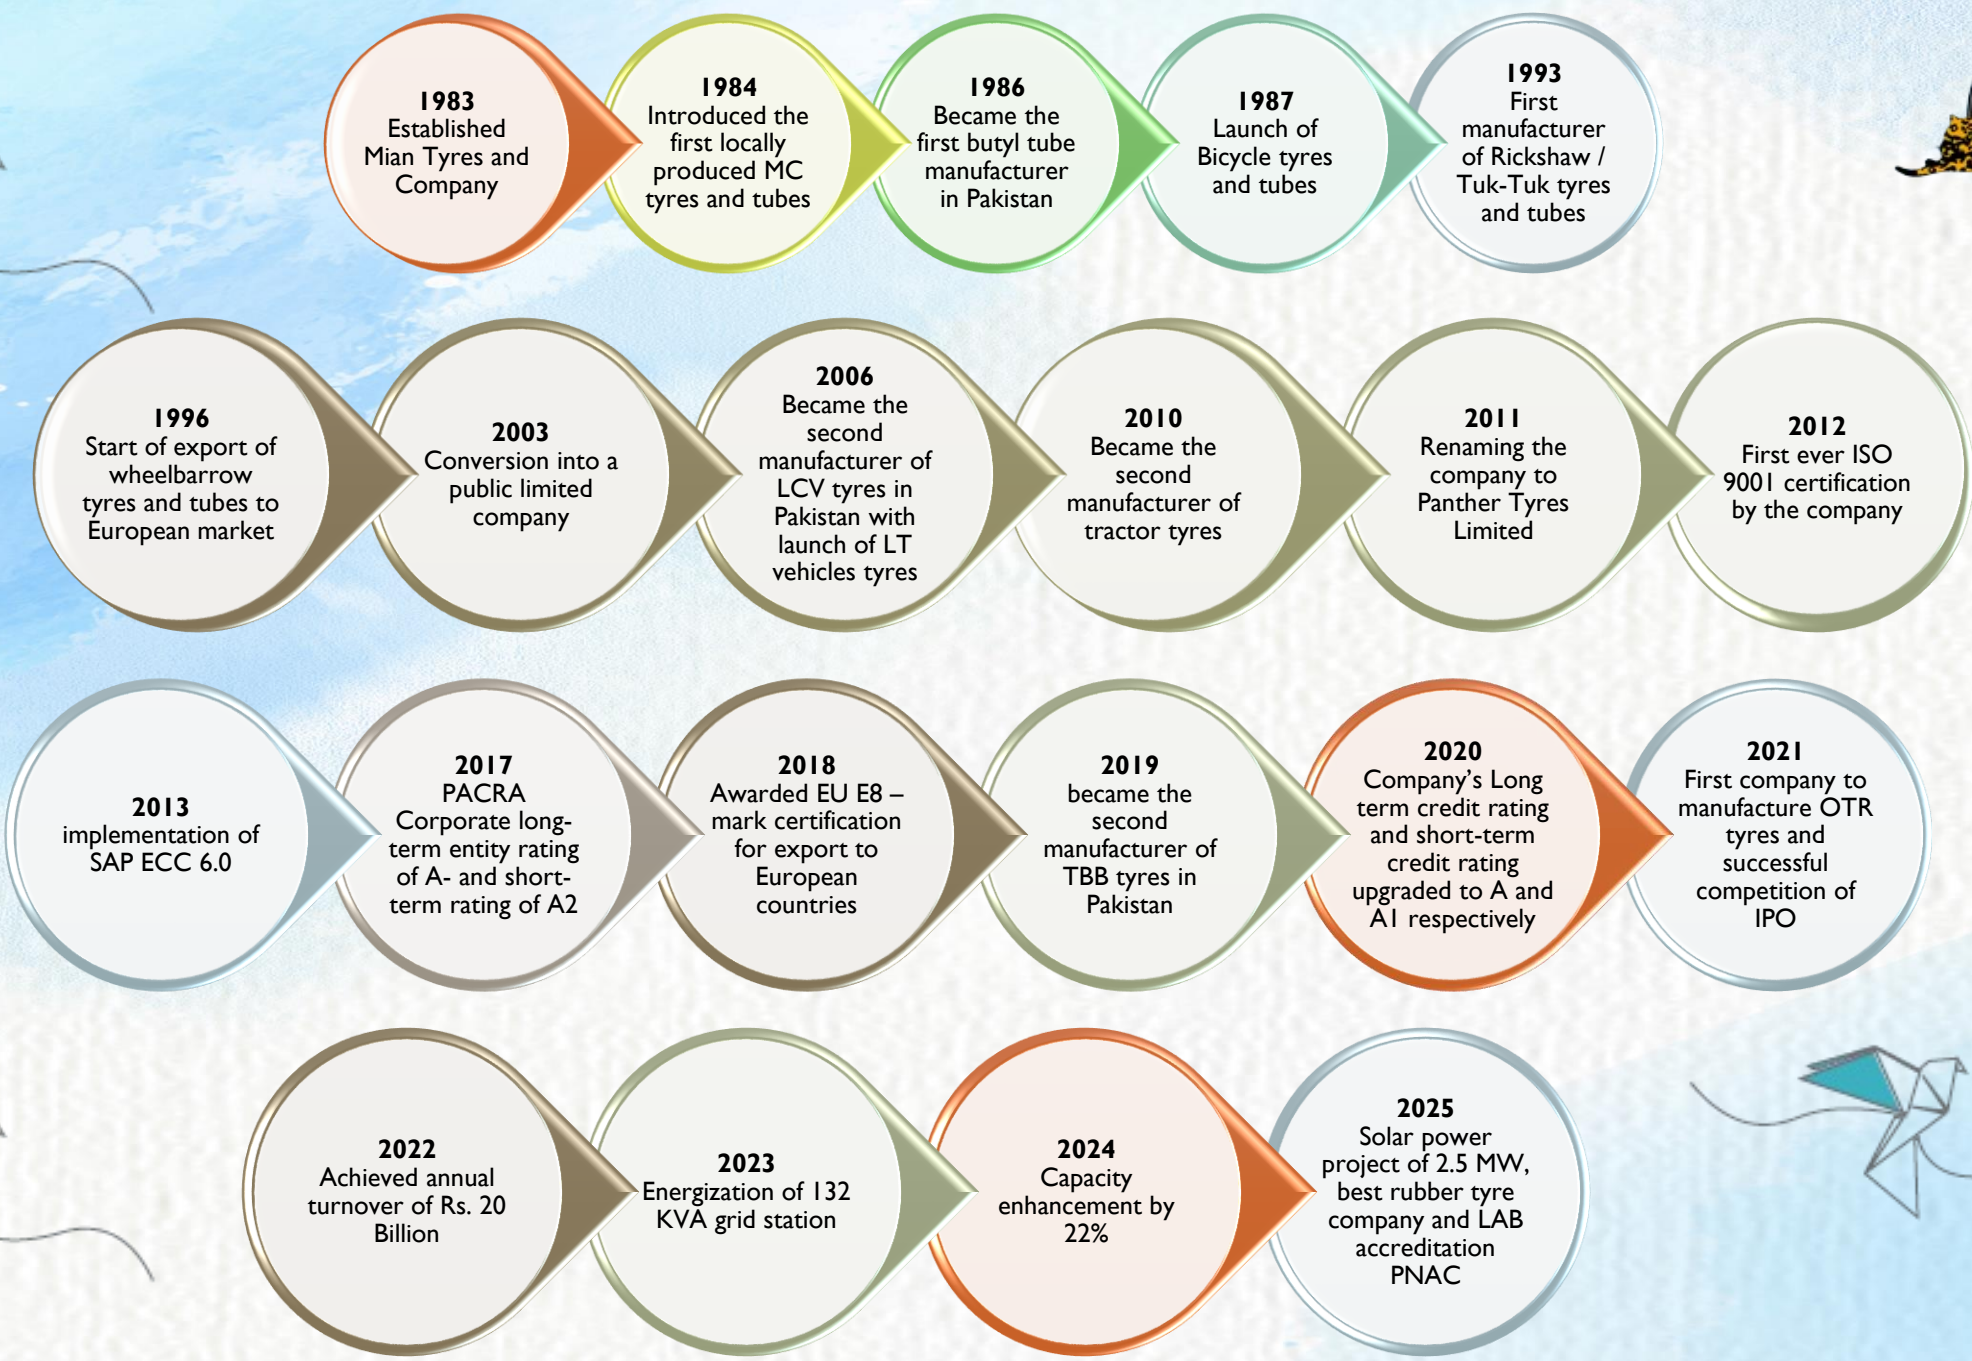 1983
Established
Mian Tyres and
Company
1984
Introduced the
first locally
produced MC
tyres and tubes
1986
Became the
first butyl tube
manufacturer
in Pakistan
1987
Launch of
Bicycle tyres
and tubes
1993
First
manufacturer
of Rickshaw /
Tuk-Tuk tyres
and tubes
1996
Start of export of
wheelbarrow
tyres and tubes to
European market
2003
Conversion into a
public limited
company
2006
Became the
second
manufacturer of
LCV tyres in
Pakistan with
launch of LT
vehicles tyres
2010
Became the
second
manufacturer of
tractor tyres
2011
Renaming the
company to
Panther Tyres
Limited
2012
First ever ISO
9001 certification
by the company
2013
implementation of
SAP ECC 6.0
2017
PACRA
Corporate long-
term entity rating
of A- and short-
term rating of A2
2018
Awarded EU E8 –
mark certification
for export to
European
countries
2019
became the
second
manufacturer of
TBB tyres in
Pakistan
2020
Company’s Long
term credit rating
and short-term
credit rating
upgraded to A and
A1 respectively
2021
First company to
manufacture OTR
tyres and
successful
competition of
IPO
2022
Achieved annual
turnover of Rs. 20
Billion
2023
Energization of 132
KVA grid station
2024
Capacity
enhancement by
22%
2025
Solar power
project of 2.5 MW,
best rubber tyre
company and LAB
accreditation
PNAC